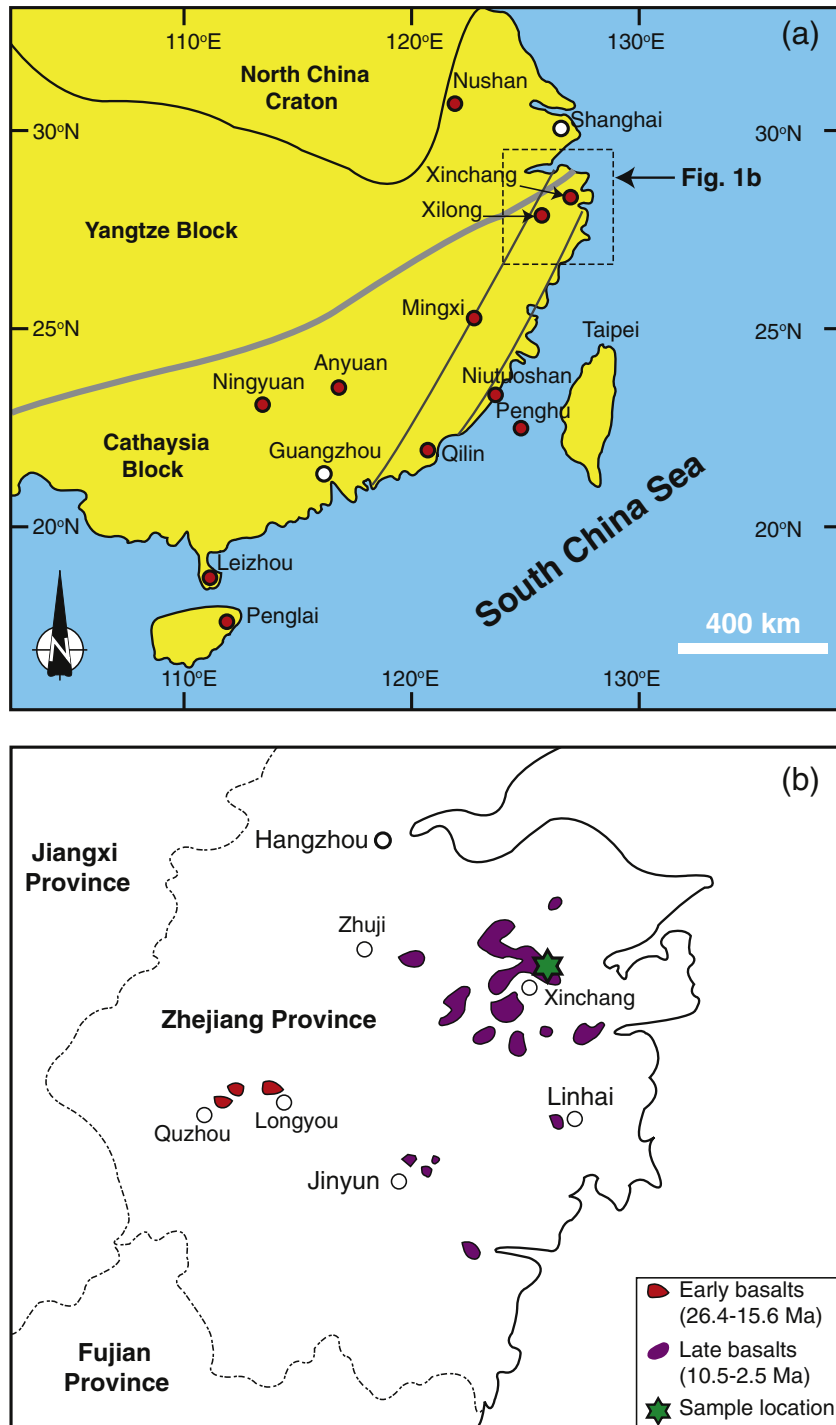 (a)
110°E
120°E
130°E
North China
Craton
Nushan
30°N
Shanghai
30°N
Xinchang
Fig. 1b
Xilong
Yangtze Block
Mingxi
Taipei
25°N
25°N
Anyuan
Ningyuan
Niutuoshan
Penghu
Cathaysia
Block
Guangzhou
Qilin
South China Sea
20°N
20°N
Leizhou
Penglai
N
400 km
110°E
120°E
130°E
(b)
Hangzhou
Jiangxi
Province
Zhuji
Xinchang
Zhejiang Province
Linhai
Longyou
Quzhou
Jinyun
Early basalts
(26.4-15.6 Ma)
Late basalts
(10.5-2.5 Ma)
Fujian
Province
Sample location